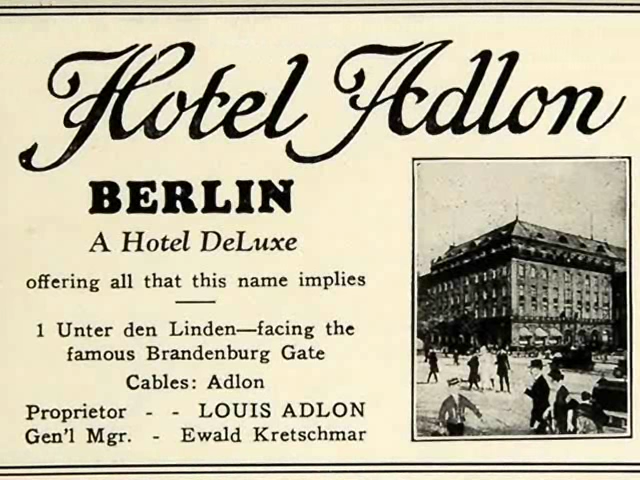 Hotel Adlon
BERLIN
A Hotel DeLuxe
offering all that this name implies
1 Unter den Linden—facing the
famous Brandenburg Gate
Cables: Adlon
Proprietor - - LOUIS ADLON
Gen'l Mgr. - Ewald Kretschmar